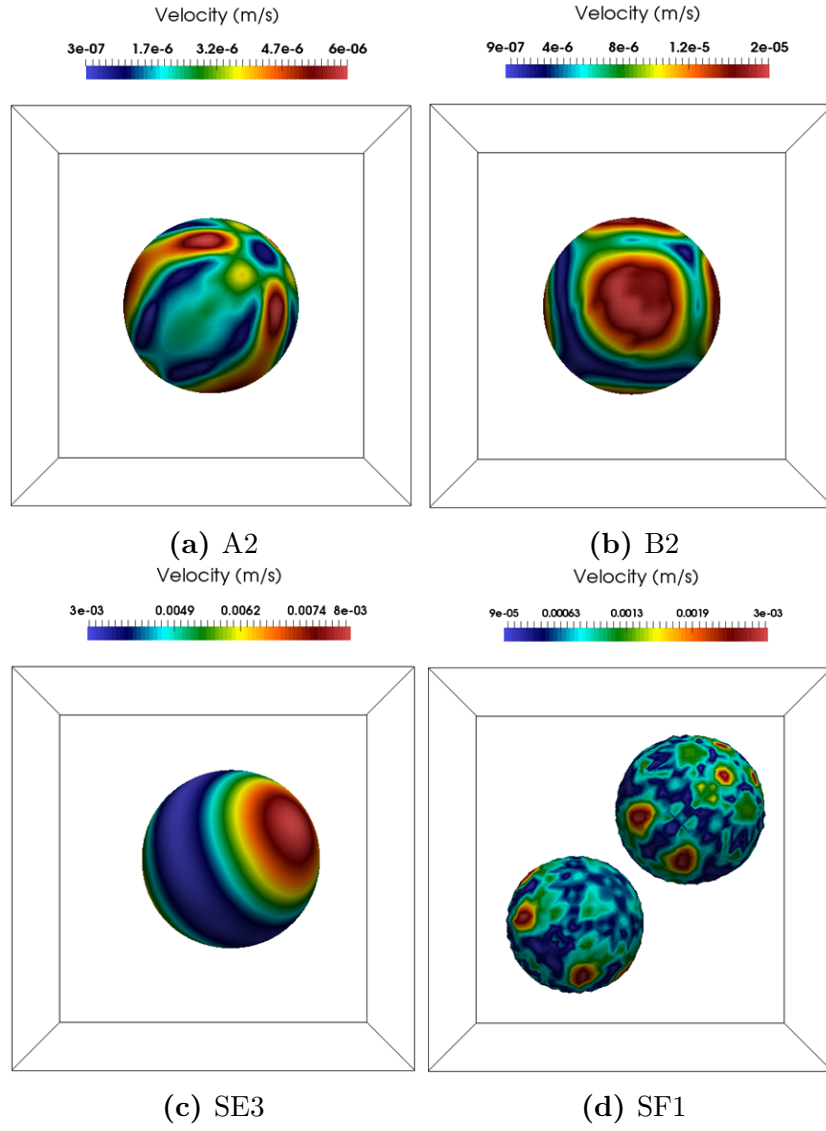 Velocity (m/s)
3e-07 1.7e-6 3.2e-6 4.7e-6 6e-06
Velocity (m/s)
9e-07 4e-6 8e-6 1.2e-5 2e-05
(a) A2
(b) B2
Velocity (m/s)
3e-03 0.0049 0.0062 0.0074 8e-03
Velocity (m/s)
9e-05 0.00063 0.0013 0.0019 3e-03
(c) SE3
(d) SF1